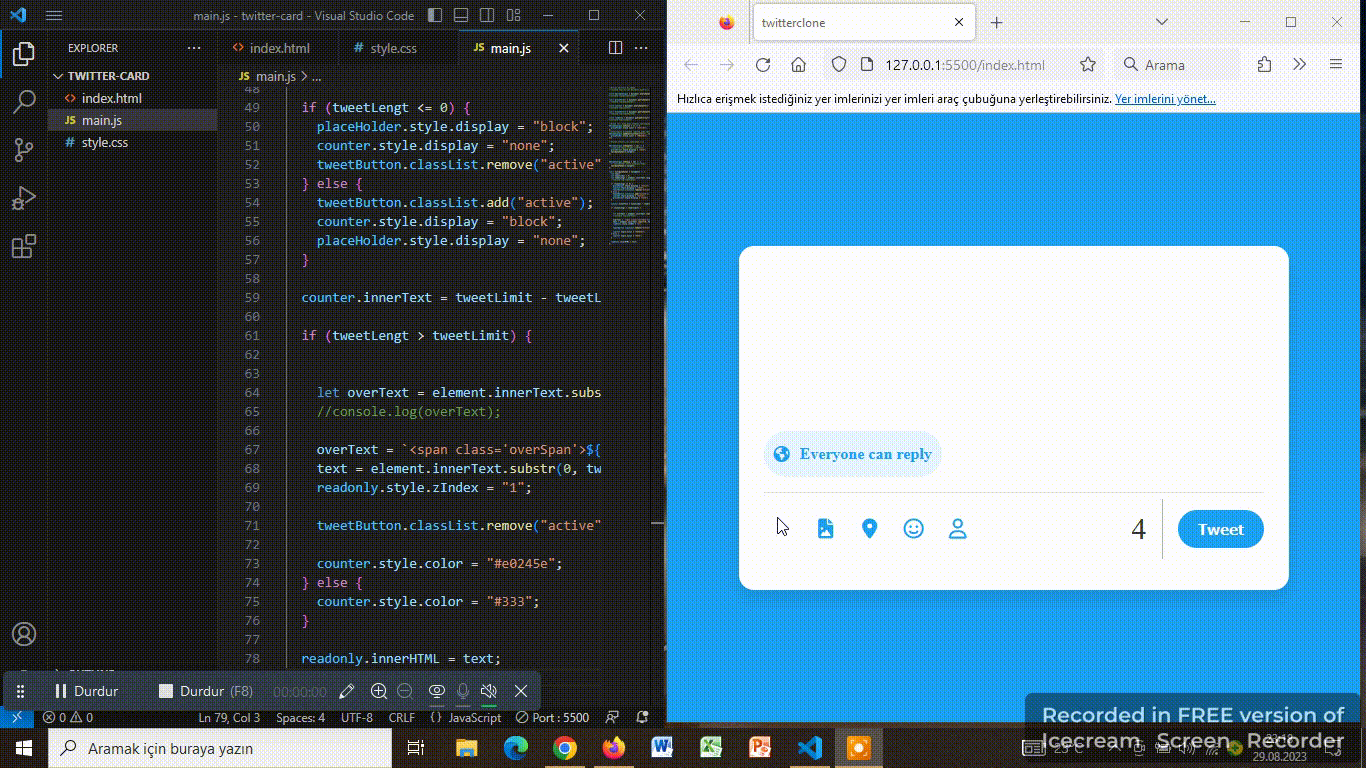 main.js - twitter-card - Visual Studio Code
EXPLORER
TWITTER-CARD
index.html
main.js
style.css
index.html
style.css
main.js
JS main.js > ...
48
49 if (tweetLengt <= 0) {
50 placeHolder.style.display = "block";
51 counter.style.display = "none";
52 tweetButton.classList.remove("active"
53 } else {
54 tweetButton.classList.add("active");
55 counter.style.display = "block";
56 placeHolder.style.display = "none";
57 }
58
59 counter.innerText = tweetLimit - tweetL
60
61 if (tweetLengt > tweetLimit) {
62
63
64 let overText = element.innerText.subs
65 //console.log(overText);
66
67 overText = `<span class='overSpan'>${
68 text = element.innerText.substr(0, tw
69 readonly.style.zIndex = "1";
70
71 tweetButton.classList.remove("active"
72
73 counter.style.color = "#e0245e";
74 } else {
75 counter.style.color = "#333";
76 }
77
78 readonly.innerHTML = text;
Durdur
Durdur (F8)
00:00:00
0 0
Ln 79, Col 3
Spaces: 4
UTF-8
CRLF
{} JavaScript
Port : 5500
twitterclone
127.0.0.1:5500/index.html
Arama
Hızlıca erişmek istediğiniz yer imlerinizi yer imleri araç çubuğuna yerleştirebilirsiniz. Yer imlerini yönet...
Everyone can reply
4
Tweet
Recorded in FREE version of
Icecream Screen Recorder
Aramak için buraya yazın
29.08.2023